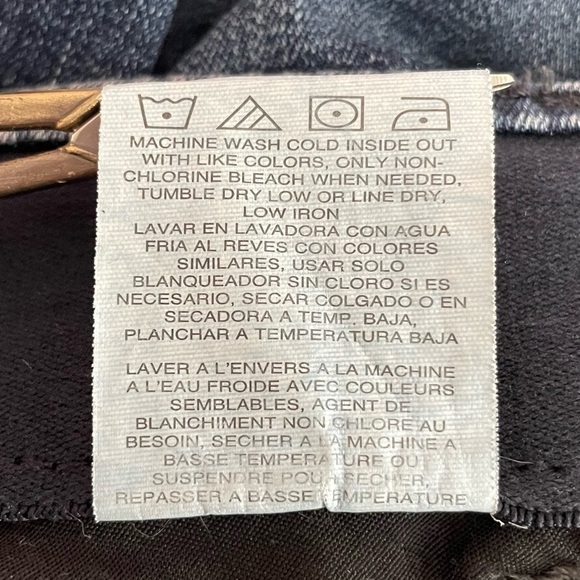 MACHINE WASH COLD INSIDE OUT
WITH LIKE COLORS, ONLY NON-
CHLORINE BLEACH WHEN NEEDED,
TUMBLE DRY LOW OR LINE DRY,
LOW IRON
LAVAR EN LAVADORA CON AGUA
FRIA AL REVES CON COLORES
SIMILARES, USAR SOLO
BLANQUEADOR SIN CLORO SI ES
NECESARIO, SECAR COLGADO O EN
SECADORA A TEMP. BAJA,
PLANCHAR A TEMPERATURA BAJA
LAVER A L'ENVERS A LA MACHINE
A L'EAU FROIDE AVEC COULEURS
SEMBLABLES, AGENT DE
BLANCHIMENT NON CHLORE AU
BESOIN, SECHER A LA MACHINE A
BASSE TEMPERATURE OU
SUSPENDRE POUR SECHER,
REPASSER A BASSE TEMPERATURE